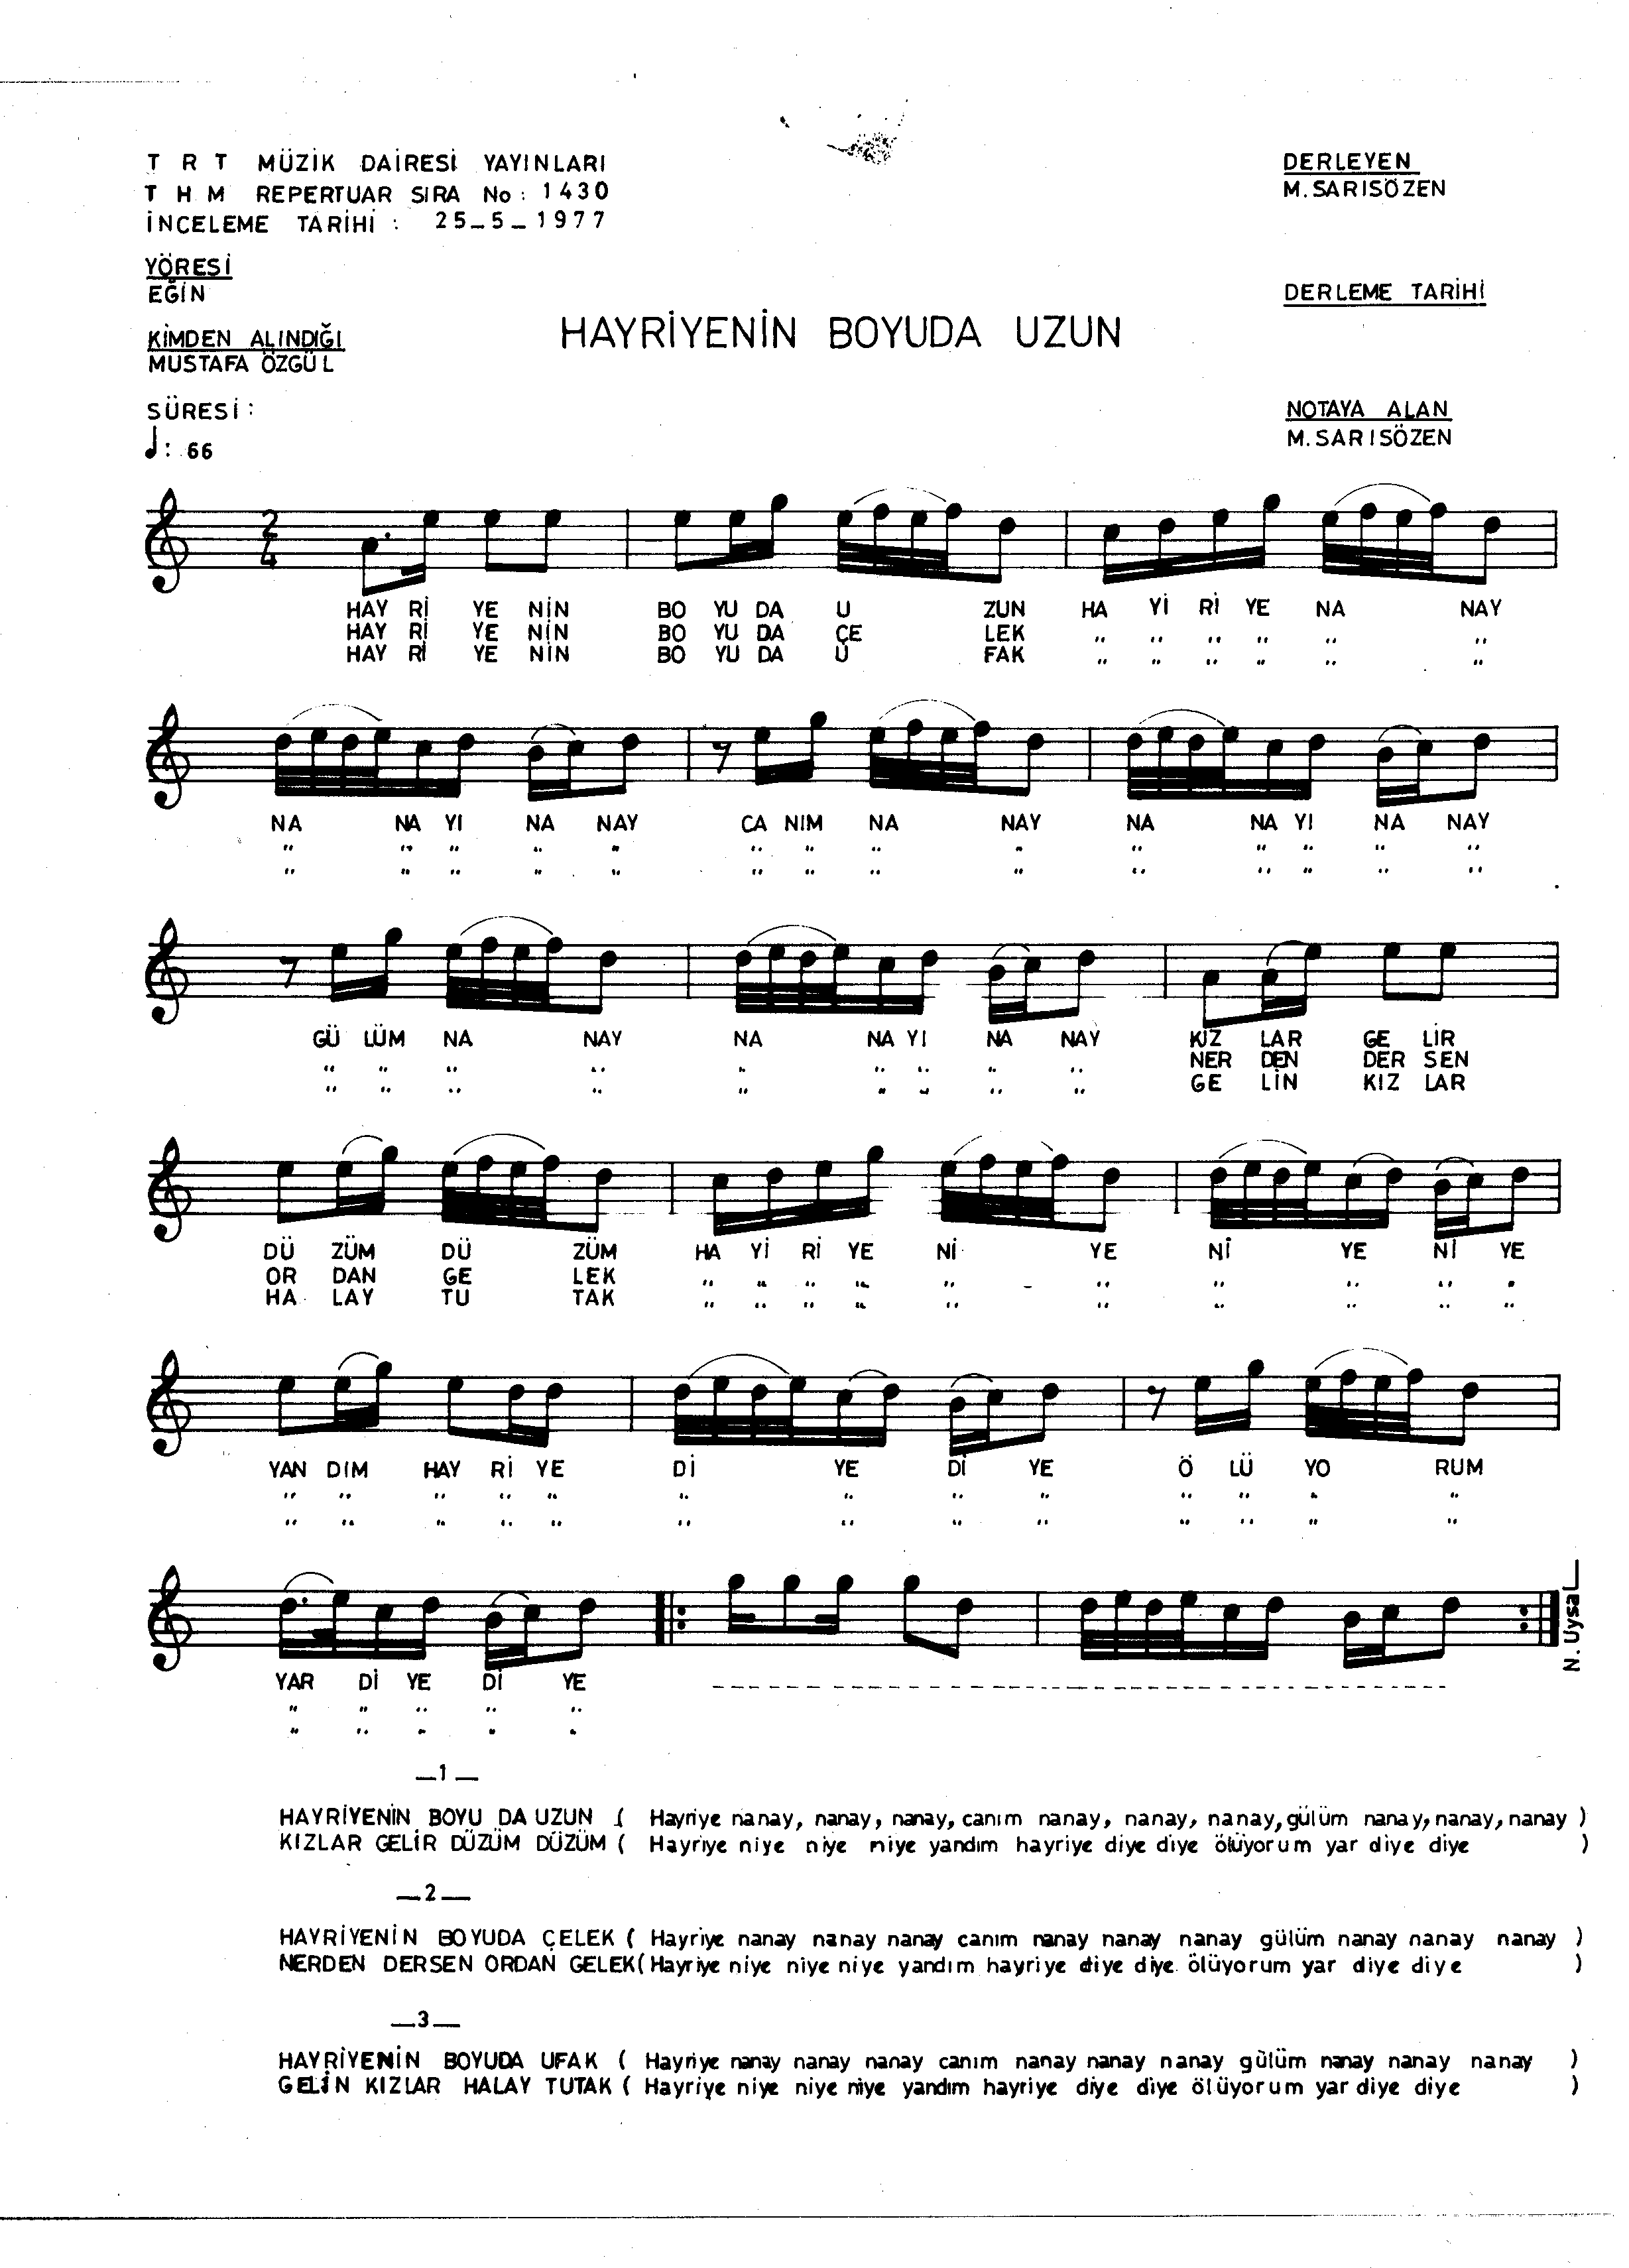 T R T MÜZİK DAİRESİ YAYINLARI
T H M REPERTUAR SIRA No: 1430
İNCELEME TARİHİ : 25_5_1977
DERLEYEN
M.SARISÖZEN
YÖRESİ
EĞİN
DERLEME TARİHİ
KİMDEN ALINDIĞI
MUSTAFA ÖZGÜL
HAYRİYENİN BOYUDA UZUN
SÜRESİ :
♩: 66
NOTAYA ALAN
M.SARISÖZEN
2
4
HAY Rİ YE NİN BO YU DA U ZUN HA Yİ Rİ YE NA NAY
HAY Rİ YE NİN BO YU DA ÇE LEK " " " " " "
HAY Rİ YE NİN BO YU DA U FAK " " " " " "
NA NA YI NA NAY CA NIM NA NAY NA NA YI NA NAY
" " " " " " " " " " " " " "
" " " " " " " " " " " " " "
GÜ LÜM NA NAY NA NA YI NA NAY KIZ LAR GE LİR
" " " " " " " " " NER DEN DER SEN
" " " " " " " " " GE LİN KIZ LAR
DÜ ZÜM DÜ ZÜM HA Yİ Rİ YE Nİ YE Nİ YE Nİ YE
OR DAN GE LEK " " " " " " " " " "
HA LAY TU TAK " " " " " " " " " "
YAN DIM HAY Rİ YE Dİ YE Dİ YE Ö LÜ YO RUM
" " " " " " " " " " " " "
" " " " " " " " " " " " "
YAR Dİ YE Dİ YE
" " " " "
" " " " "
N. Uysal
_1_
HAYRİYENİN BOYU DA UZUN ( Hayriye nanay, nanay, nanay, canım nanay, nanay, nanay, gülüm nanay, nanay, nanay )
KIZLAR GELİR DÜZÜM DÜZÜM ( Hayriye niye niye niye yandım hayriye diye diye ölüyorum yar diye diye )
_2_
HAYRİYENİN BOYUDA ÇELEK ( Hayriye nanay nanay nanay canım nanay nanay nanay gülüm nanay nanay nanay )
NERDEN DERSEN ORDAN GELEK ( Hayriye niye niye niye yandım hayriye diye diye ölüyorum yar diye diye )
_3_
HAYRİYENİN BOYUDA UFAK ( Hayriye nanay nanay nanay canım nanay nanay nanay gülüm nanay nanay nanay )
GELİN KIZLAR HALAY TUTAK ( Hayriye niye niye niye yandım hayriye diye diye ölüyorum yar diye diye )